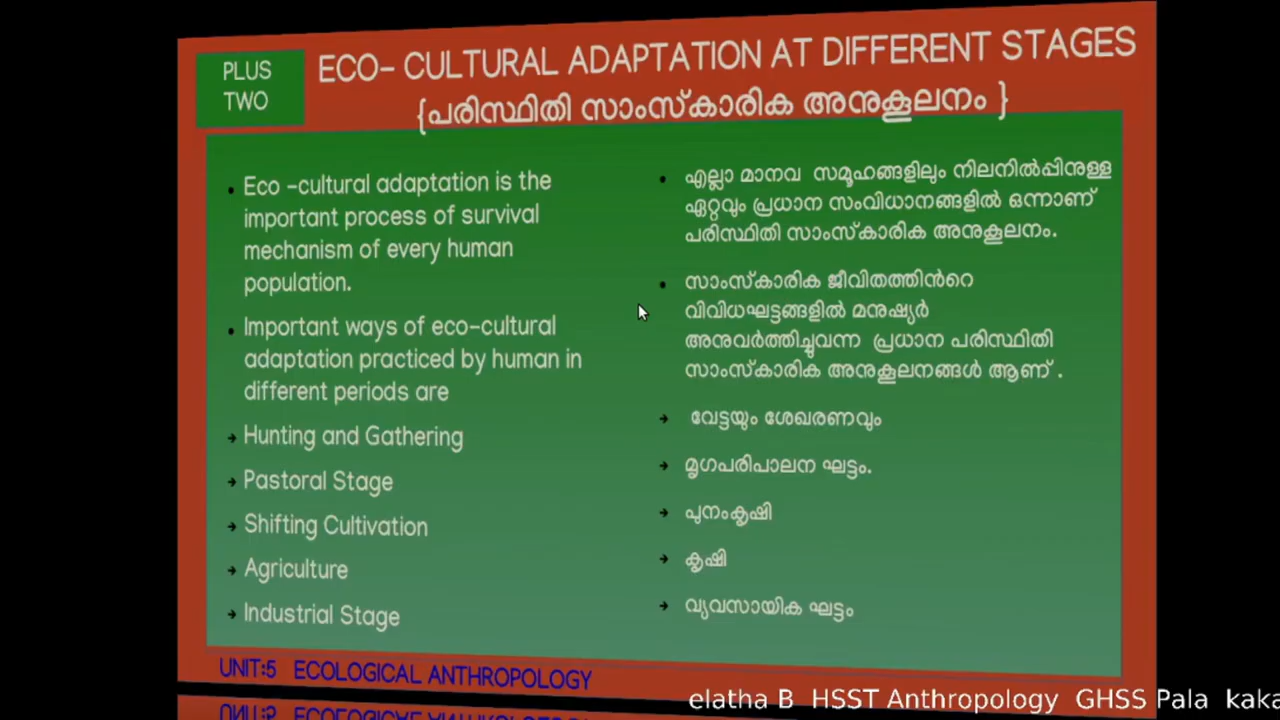 PLUS
TWO
ECO- CULTURAL ADAPTATION AT DIFFERENT STAGES
{പരിസ്ഥിതി സാംസ്കാരിക അനുകൂലനം }
• Eco -cultural adaptation is the
important process of survival
mechanism of every human
population.
• Important ways of eco-cultural
adaptation practiced by human in
different periods are
→ Hunting and Gathering
→ Pastoral Stage
→ Shifting Cultivation
→ Agriculture
→ Industrial Stage
• എല്ലാ മാനവ സമൂഹങ്ങളിലും നിലനിൽപ്പിനുള്ള
ഏറ്റവും പ്രധാന സംവിധാനങ്ങളിൽ ഒന്നാണ്
പരിസ്ഥിതി സാംസ്കാരിക അനുകൂലനം.
• സാംസ്കാരിക ജീവിതത്തിൻറെ
വിവിധഘട്ടങ്ങളിൽ മനുഷ്യർ
അനുവർത്തിച്ചുവന്ന പ്രധാന പരിസ്ഥിതി
സാംസ്കാരിക അനുകൂലനങ്ങൾ ആണ് .
→ വേട്ടയും ശേഖരണവും
→ മൃഗപരിപാലന ഘട്ടം.
→ പുനംകൃഷി
→ കൃഷി
→ വ്യവസായിക ഘട്ടം
UNIT:5 ECOLOGICAL ANTHROPOLOGY
elatha B HSST Anthropology GHSS Pala kaka